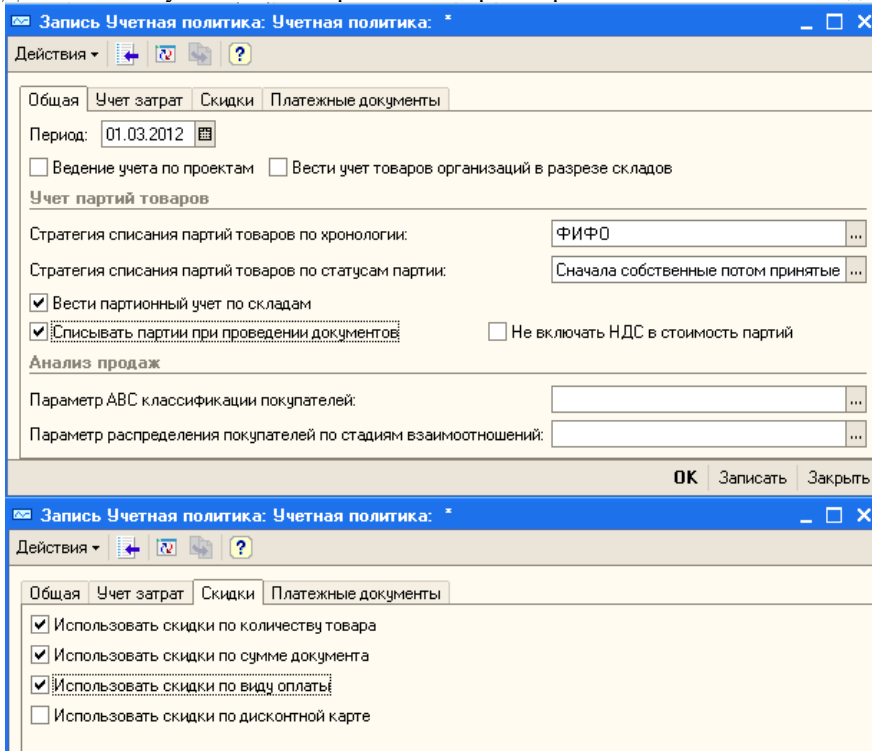 Запись Учетная политика: Учетная политика: *
Действия
Общая Учет затрат Скидки Платежные документы
Период: 01.03.2012
Ведение учета по проектам Вести учет товаров организаций в разрезе складов
Учет партий товаров
Стратегия списания партий товаров по хронологии: ФИФО ...
Стратегия списания партий товаров по статусам партии: Сначала собственные потом принятые ...
Вести партионный учет по складам
Списывать партии при проведении документов Не включать НДС в стоимость партий
Анализ продаж
Параметр АВС классификации покупателей: ...
Параметр распределения покупателей по стадиям взаимоотношений: ...
ОК Записать Закрыть
Запись Учетная политика: Учетная политика: *
Действия
Общая Учет затрат Скидки Платежные документы
Использовать скидки по количеству товара
Использовать скидки по сумме документа
Использовать скидки по виду оплаты
Использовать скидки по дисконтной карте